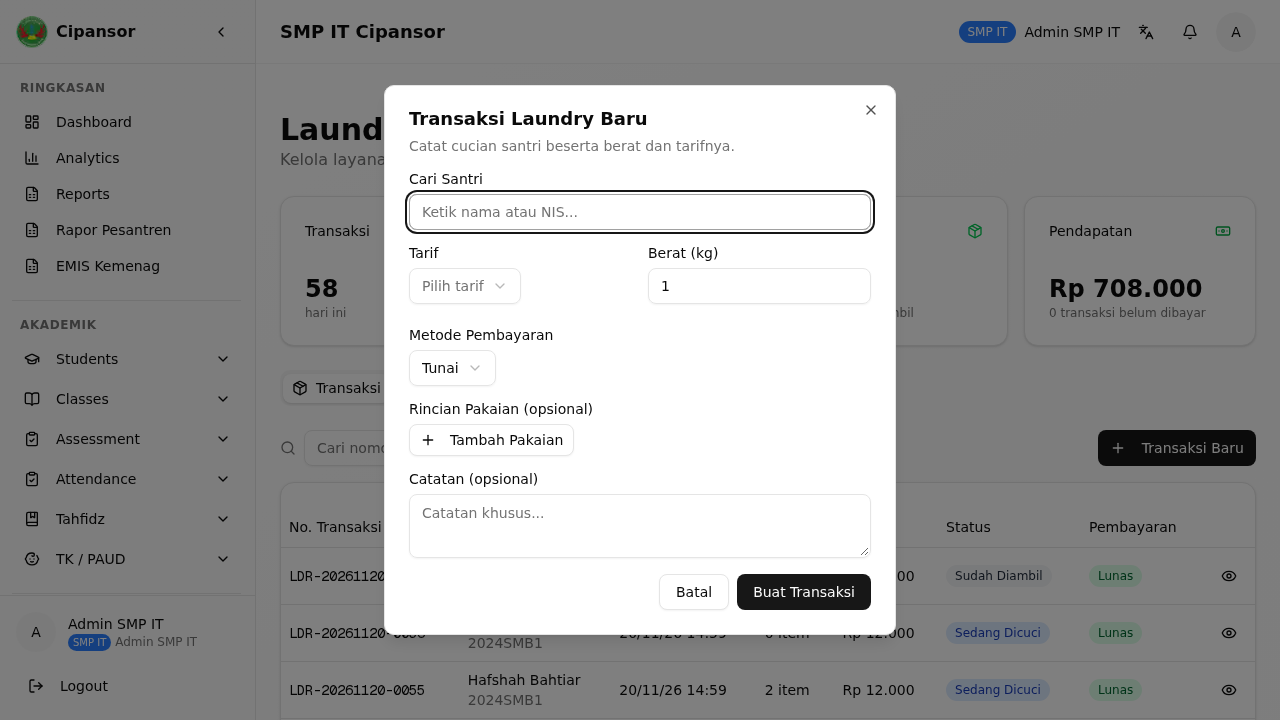 Cipansor
SMP IT Cipansor
SMP IT
Admin SMP IT
A
RINGKASAN
Dashboard
Analytics
Reports
Rapor Pesantren
EMIS Kemenag
AKADEMIK
Students
Classes
Assessment
Attendance
Tahfidz
TK / PAUD
A
Admin SMP IT
SMP IT Admin SMP IT
Logout
Laund
Kelola layana
Transaksi
58
hari ini
Pendapatan
Rp 708.000
0 transaksi belum dibayar
Transaksi
Cari nomo
Transaksi Baru
No. Transaksi
Status
Pembayaran
LDR-20261120
Sudah Diambil
Lunas
LDR-20261120-0056
2024SMB1
20/11/26 14:59
Rp 12.000
Sedang Dicuci
Lunas
LDR-20261120-0055
Hafshah Bahtiar
2024SMB1
20/11/26 14:59
2 item
Rp 12.000
Sedang Dicuci
Lunas
Transaksi Laundry Baru
Catat cucian santri beserta berat dan tarifnya.
Cari Santri
Ketik nama atau NIS...
Tarif
Berat (kg)
Pilih tarif
1
Metode Pembayaran
Tunai
Rincian Pakaian (opsional)
Tambah Pakaian
Catatan (opsional)
Catatan khusus...
Batal
Buat Transaksi